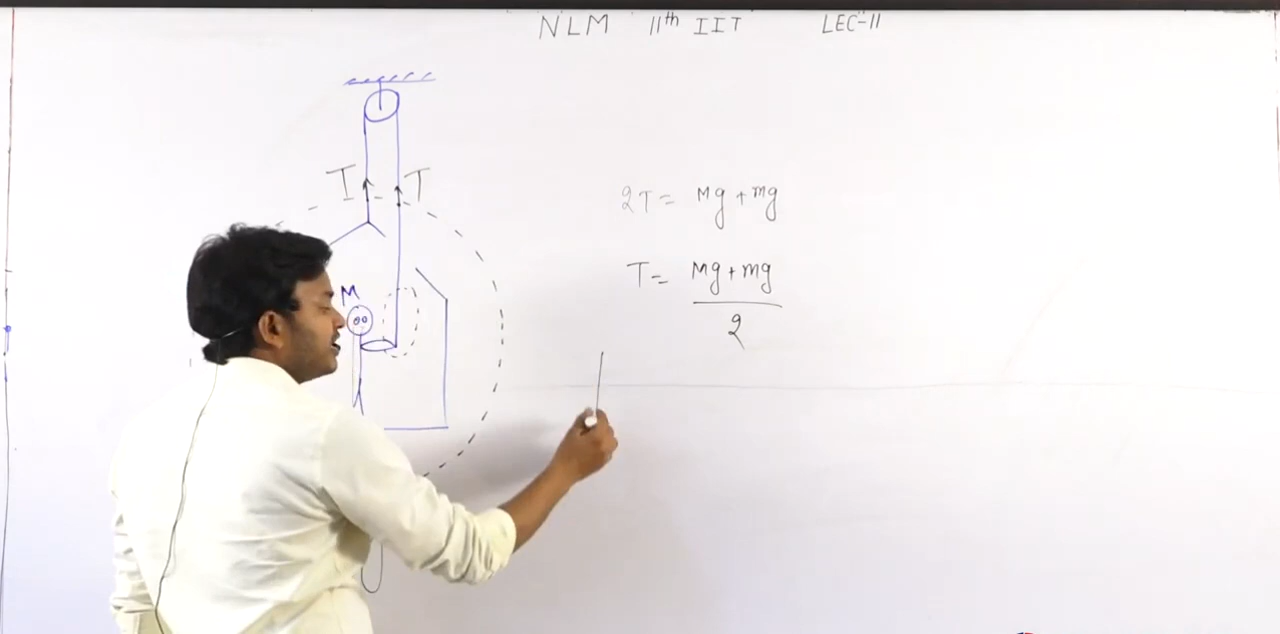 NLM 11th IIT LEC-11
T T
2T = Mg + mg
M
T = Mg + mg
2